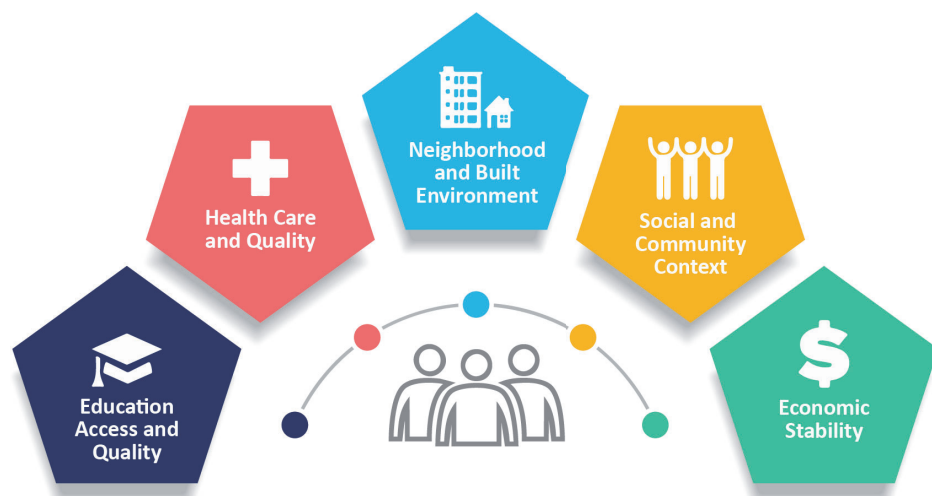 Neighborhood
and Built
Environment
Health Care
and Quality
Social and
Community
Context
Education
Access and
Quality
Economic
Stability